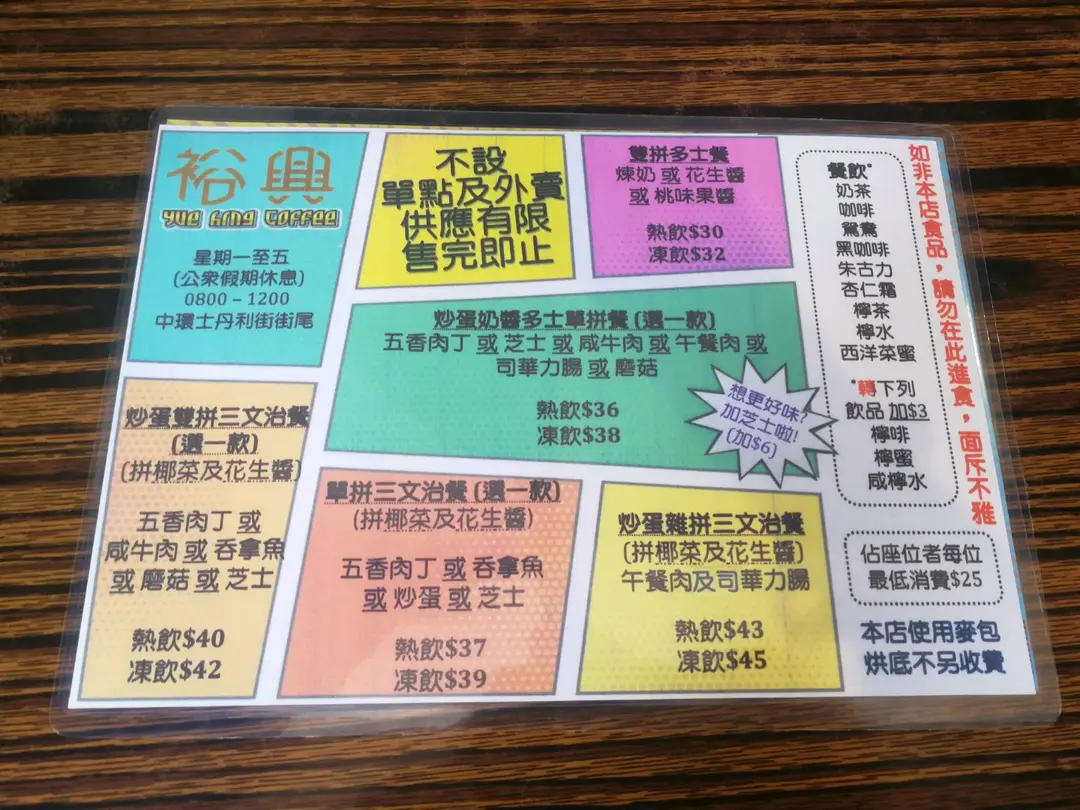 裕興
YUE HING COFFEE
星期一至五
(公眾假期休息)
0800 – 1200
中環士丹利街街尾
不設
單點及外賣
供應有限
售完即止
雙拼多士餐
煉奶 或 花生醬
或 桃味果醬
熱飲$30
凍飲$32
炒蛋奶醬多士單拼餐 (選一款)
五香肉丁 或 芝士 或 咸牛肉 或 午餐肉 或
司華力腸 或 蘑菇
熱飲$36
凍飲$38
想更好味?
加芝士啦!
(加$6)
炒蛋雙拼三文治餐
(選一款)
(拼椰菜及花生醬)
五香肉丁 或
咸牛肉 或 吞拿魚
或 蘑菇 或 芝士
熱飲$40
凍飲$42
單拼三文治餐 (選一款)
(拼椰菜及花生醬)
五香肉丁 或 吞拿魚
或 炒蛋 或 芝士
熱飲$37
凍飲$39
炒蛋雜拼三文治餐
(拼椰菜及花生醬)
午餐肉及司華力腸
熱飲$43
凍飲$45
餐飲*
奶茶
咖啡
鴛鴦
黑咖啡
朱古力
杏仁霜
檸茶
檸水
西洋菜蜜
*轉下列
飲品 加$3
檸啡
檸蜜
咸檸水
如非本店食品，請勿在此進食，面斥不雅
佔座位者每位
最低消費$25
本店使用麥包
烘底不另收費